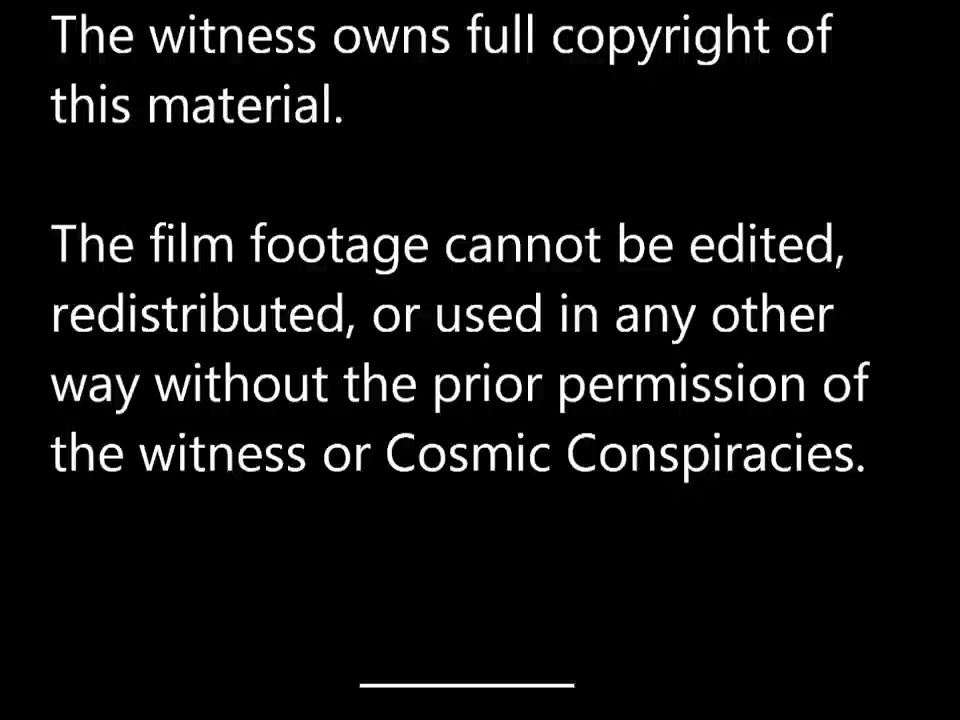 The witness owns full copyright of
this material.
The film footage cannot be edited,
redistributed, or used in any other
way without the prior permission of
the witness or Cosmic Conspiracies.